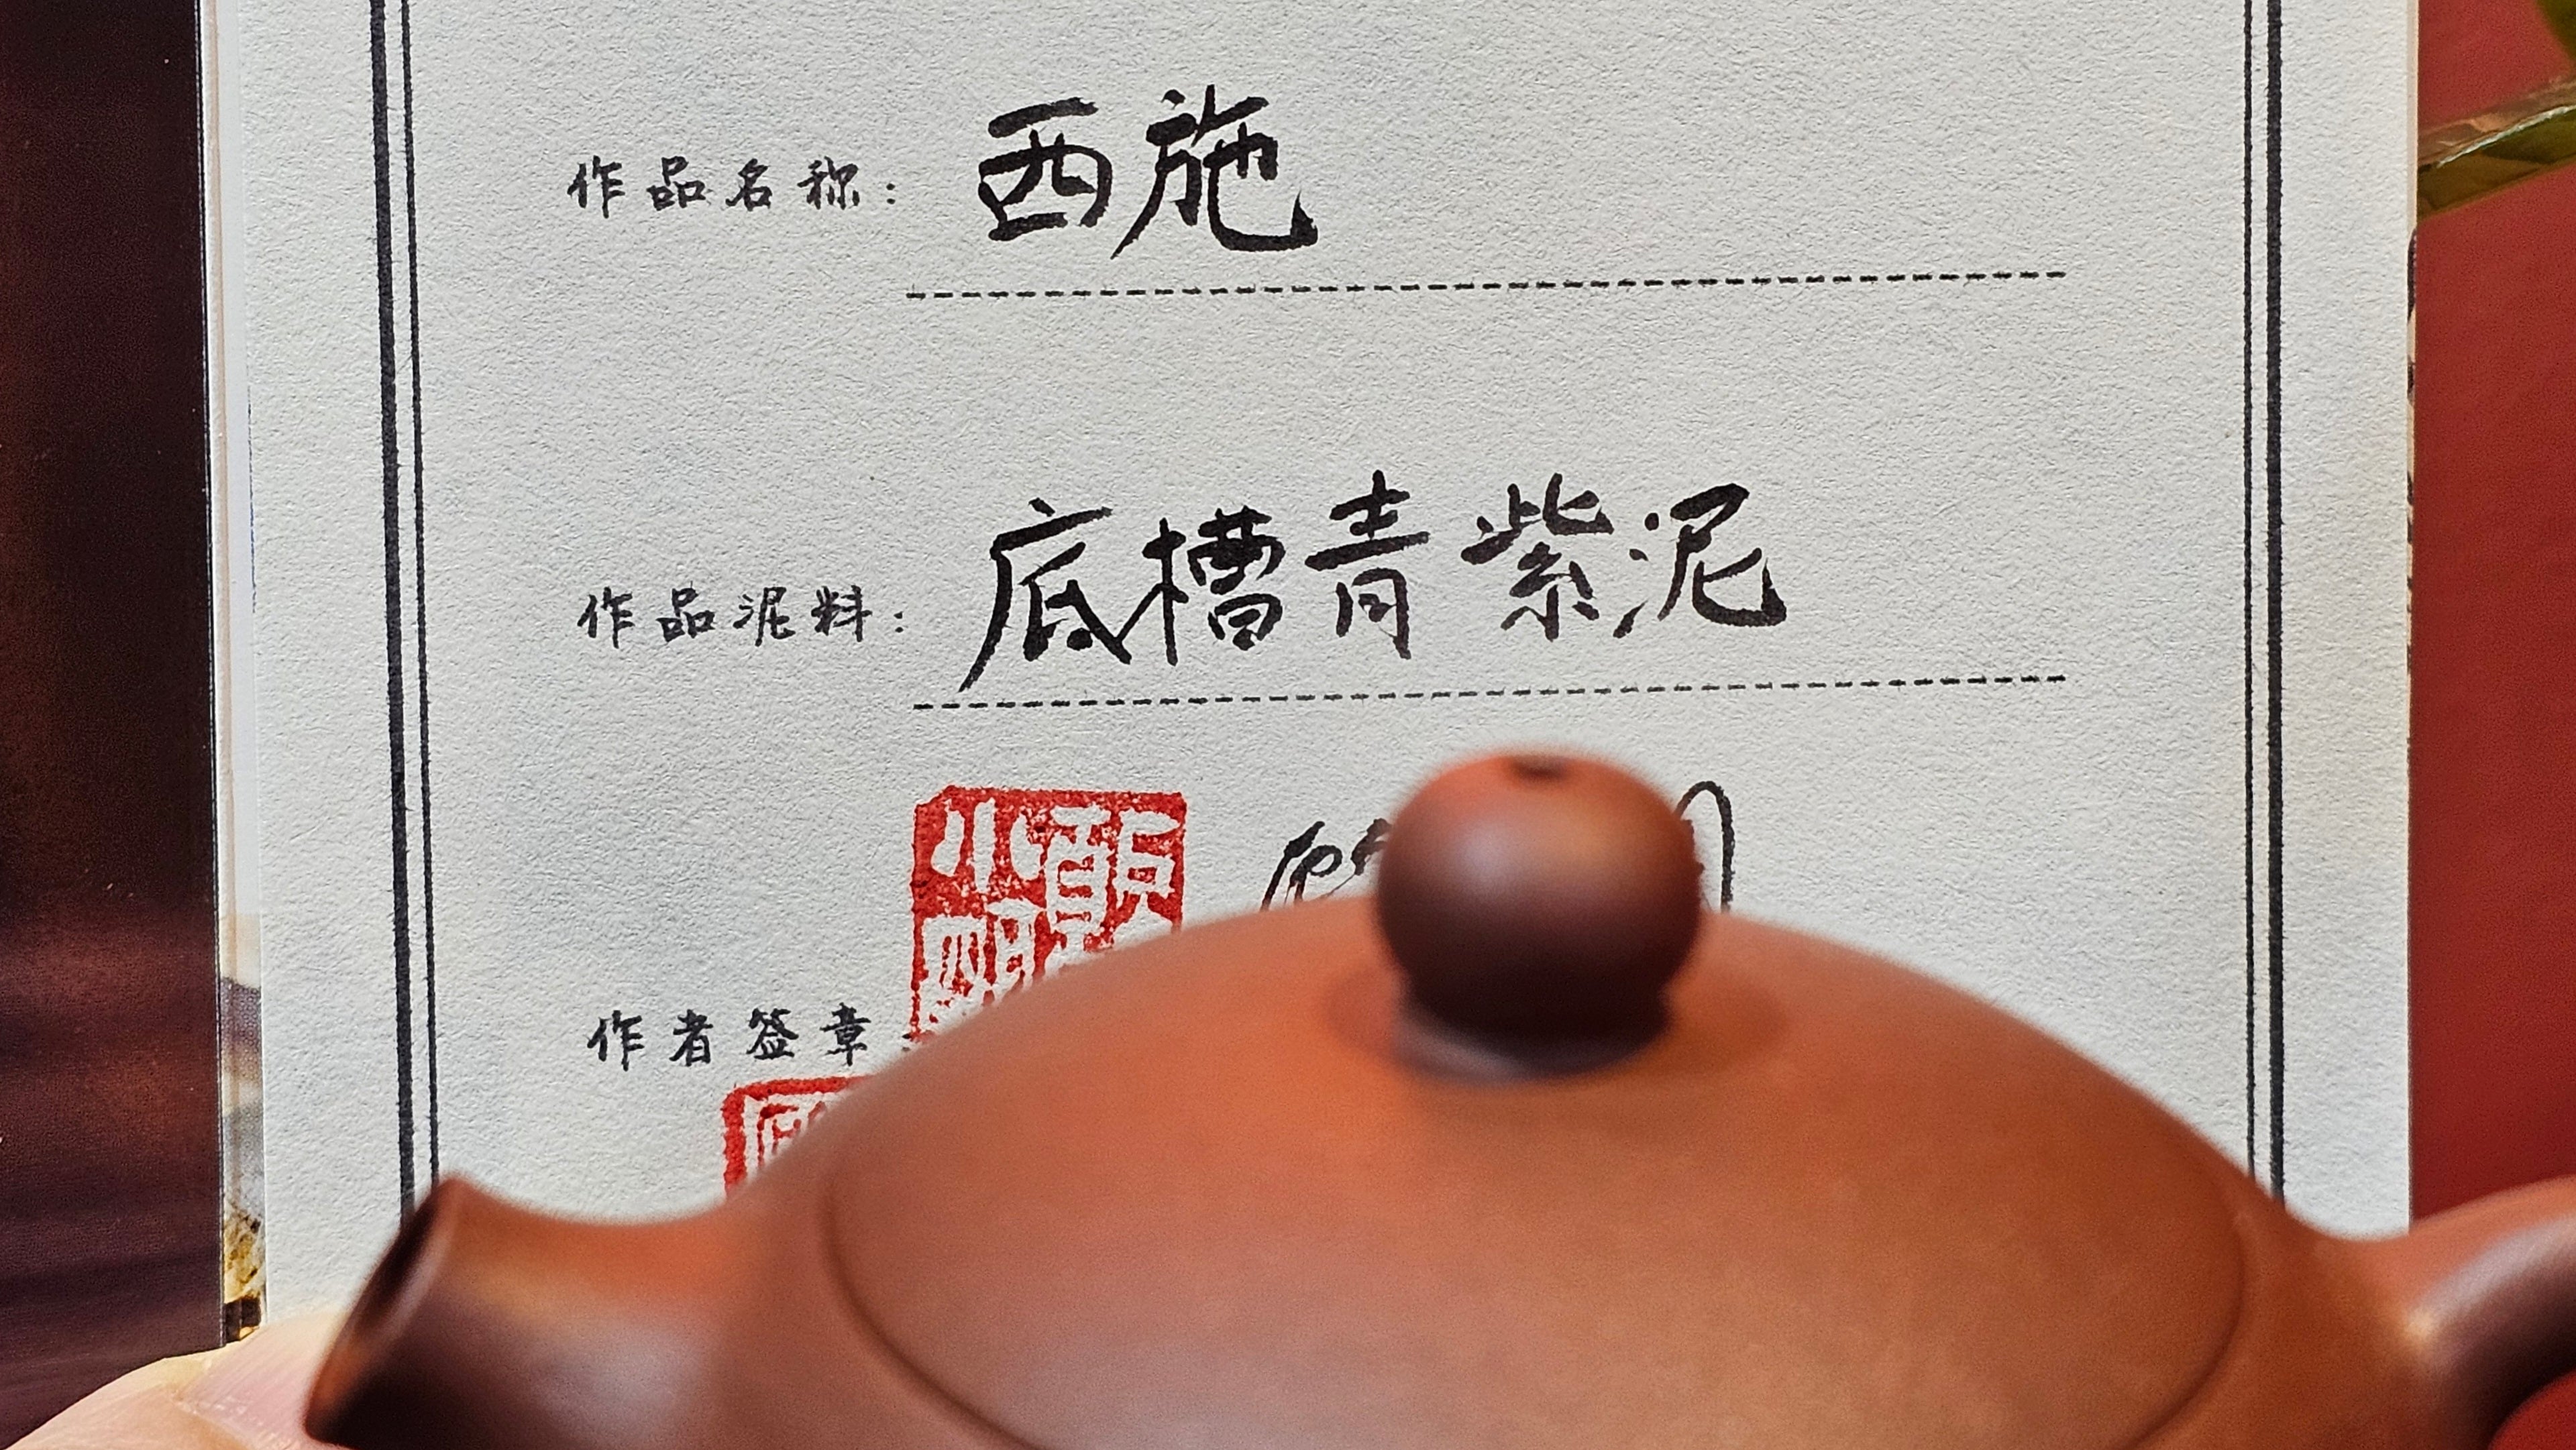 作品名称： 西施
作品泥料： 底槽青紫泥
作者签章